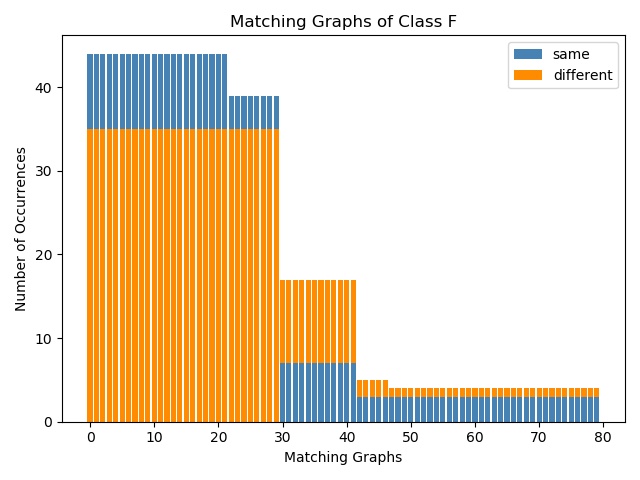 Matching Graphs of Class F
same
different
Number of Occurrences
40
30
20
10
0
0 10 20 30 40 50 60 70 80
Matching Graphs